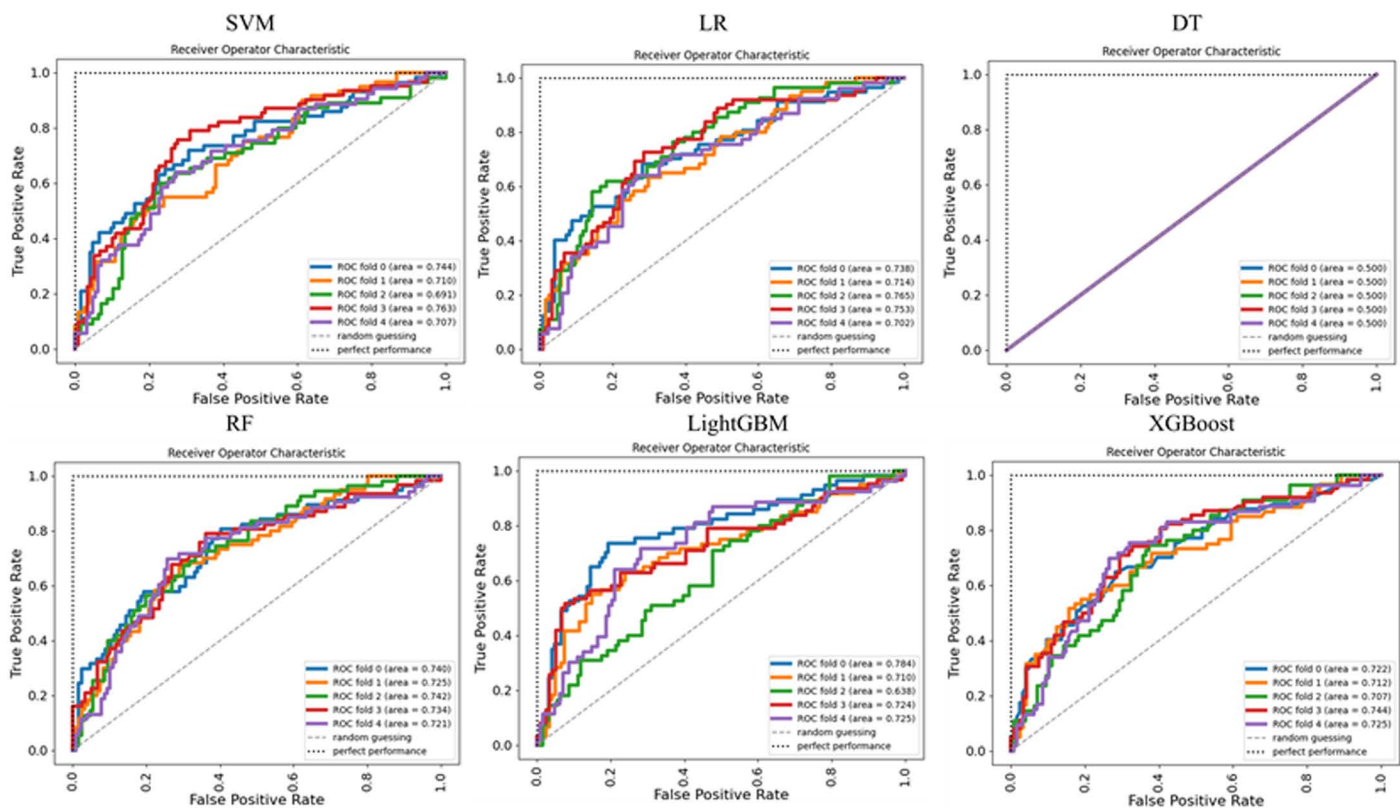 SVM
Receiver Operator Characteristic
True Positive Rate
1.0
0.8
0.6
0.4
0.2
0.0
ROC fold 0 (area = 0.744)
ROC fold 1 (area = 0.710)
ROC fold 2 (area = 0.691)
ROC fold 3 (area = 0.763)
ROC fold 4 (area = 0.707)
random guessing
perfect performance
0.0 0.2 0.4 0.6 0.8 1.0
False Positive Rate
LR
Receiver Operator Characteristic
True Positive Rate
1.0
0.8
0.6
0.4
0.2
0.0
ROC fold 0 (area = 0.738)
ROC fold 1 (area = 0.714)
ROC fold 2 (area = 0.765)
ROC fold 3 (area = 0.753)
ROC fold 4 (area = 0.702)
random guessing
perfect performance
0.0 0.2 0.4 0.6 0.8 1.0
False Positive Rate
DT
Receiver Operator Characteristic
True Positive Rate
1.0
0.8
0.6
0.4
0.2
0.0
ROC fold 0 (area = 0.500)
ROC fold 1 (area = 0.500)
ROC fold 2 (area = 0.500)
ROC fold 3 (area = 0.500)
ROC fold 4 (area = 0.500)
random guessing
perfect performance
0.0 0.2 0.4 0.6 0.8 1.0
False Positive Rate
RF
Receiver Operator Characteristic
True Positive Rate
1.0
0.8
0.6
0.4
0.2
0.0
ROC fold 0 (area = 0.740)
ROC fold 1 (area = 0.725)
ROC fold 2 (area = 0.742)
ROC fold 3 (area = 0.734)
ROC fold 4 (area = 0.721)
random guessing
perfect performance
0.0 0.2 0.4 0.6 0.8 1.0
False Positive Rate
LightGBM
Receiver Operator Characteristic
True Positive Rate
1.0
0.8
0.6
0.4
0.2
0.0
ROC fold 0 (area = 0.784)
ROC fold 1 (area = 0.710)
ROC fold 2 (area = 0.638)
ROC fold 3 (area = 0.724)
ROC fold 4 (area = 0.725)
random guessing
perfect performance
0.0 0.2 0.4 0.6 0.8 1.0
False Positive Rate
XGBoost
Receiver Operator Characteristic
True Positive Rate
1.0
0.8
0.6
0.4
0.2
0.0
ROC fold 0 (area = 0.722)
ROC fold 1 (area = 0.712)
ROC fold 2 (area = 0.707)
ROC fold 3 (area = 0.744)
ROC fold 4 (area = 0.725)
random guessing
perfect performance
0.0 0.2 0.4 0.6 0.8 1.0
False Positive Rate